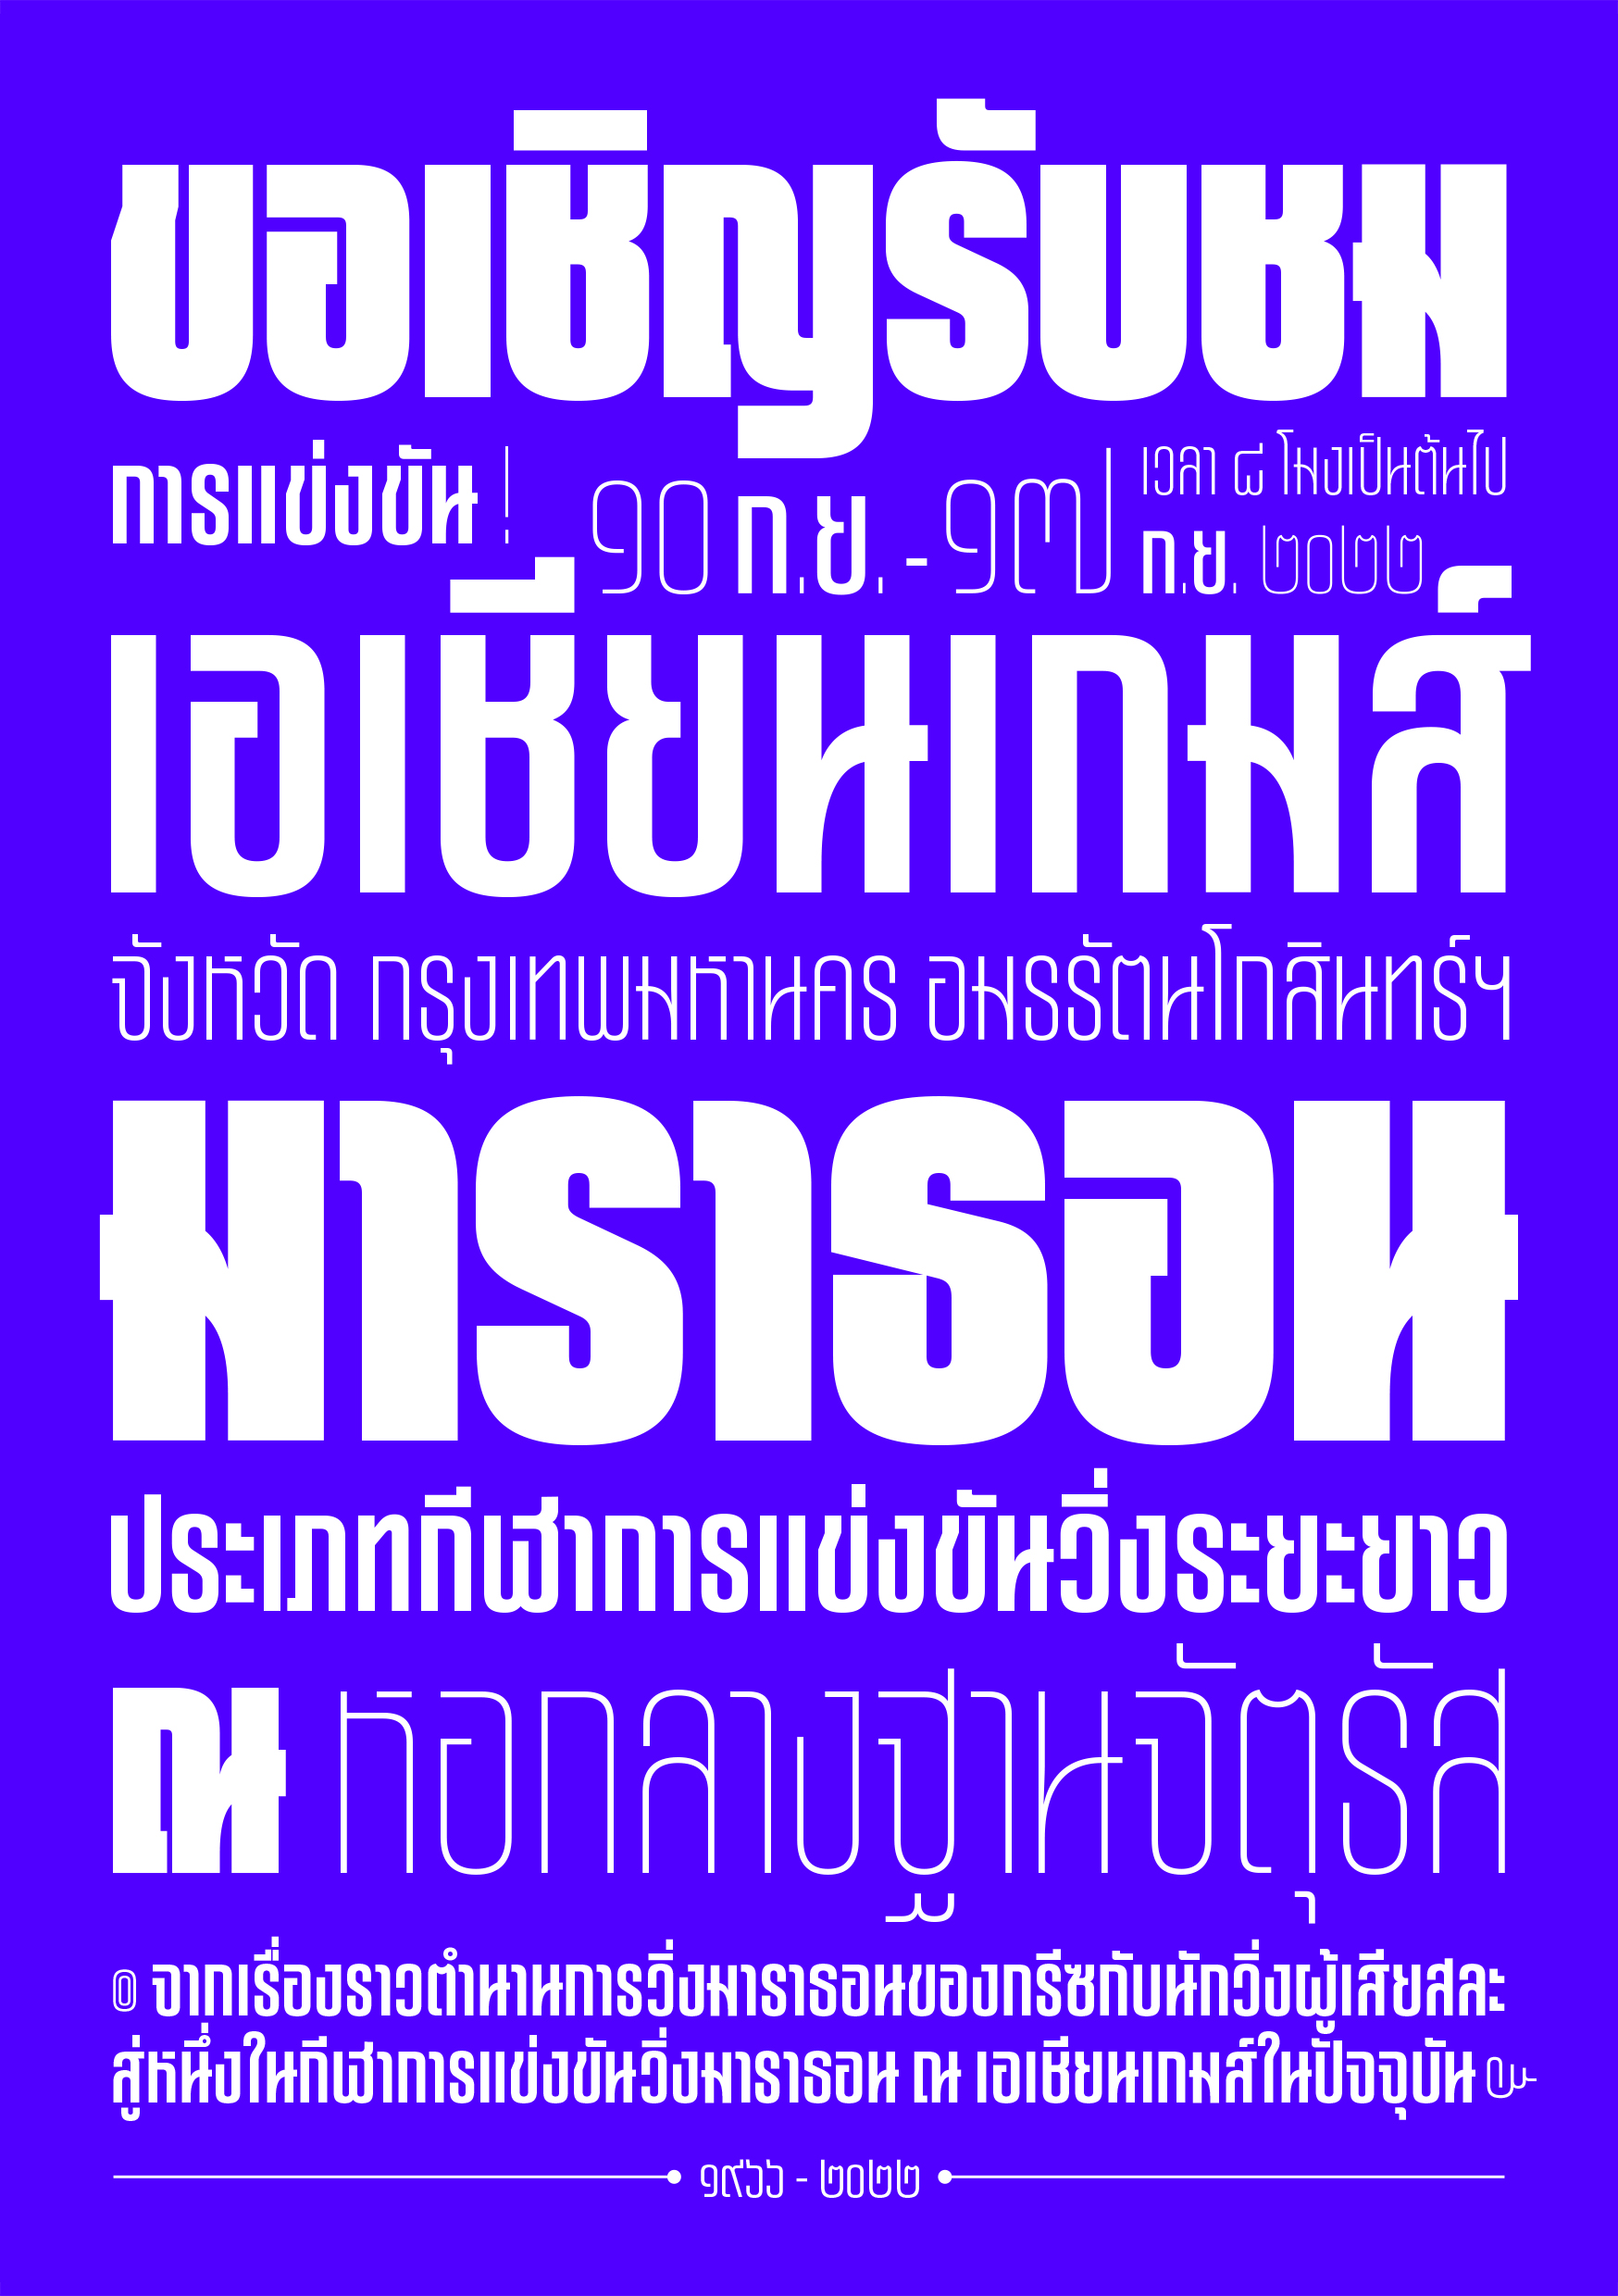 ขอเชิญรับชม
การแข่งขัน !
๑๐ ก.ย. - ๑๗
เวลา ๘ โมงเป็นต้นไป
ก.ย. ๒๐๒๒
เอเชียนเกมส์
จังหวัด กรุงเทพมหานคร อมรรัตนโกสินทร์ฯ
มาราธอน
ประเภทกีฬาการแข่งขันวิ่งระยะยาว
ณ หอกลางฐานจัตุรัส
๏ จากเรื่องราวตำนานการวิ่งมาราธอนของกรีซกับนักวิ่งผู้เสียสละ
สู่หนึ่งในกีฬาการแข่งขันวิ่งมาราธอน ณ เอเชียนเกมส์ในปัจจุบัน ๛
๑๙๖๖ - ๒๐๒๒